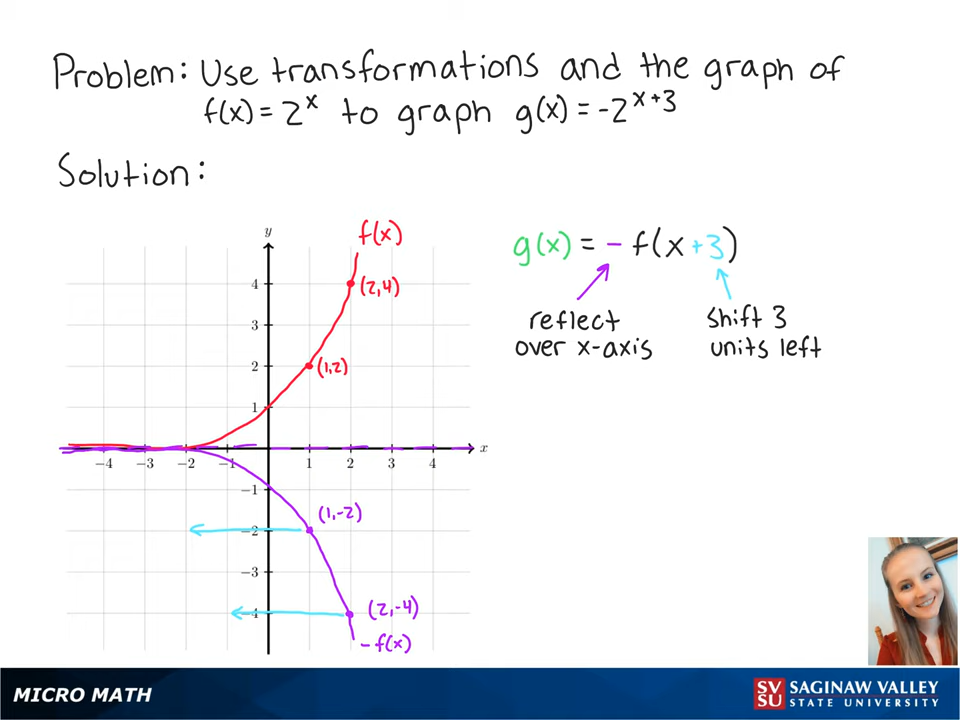 Problem: Use transformations and the graph of
f(x) = 2^x to graph g(x) = -2^{x+3}
Solution:
y
f(x)
g(x) = - f(x +3)
4
(2,4)
3
reflect
over x-axis
shift 3
units left
2
(1,2)
1
x
−4 −3 −2 −1 1 2 3 4
−1
(1,-2)
−2
−3
−4
(2,-4)
-f(x)
MICRO MATH
SV
SU
SAGINAW VALLEY
STATE UNIVERSITY